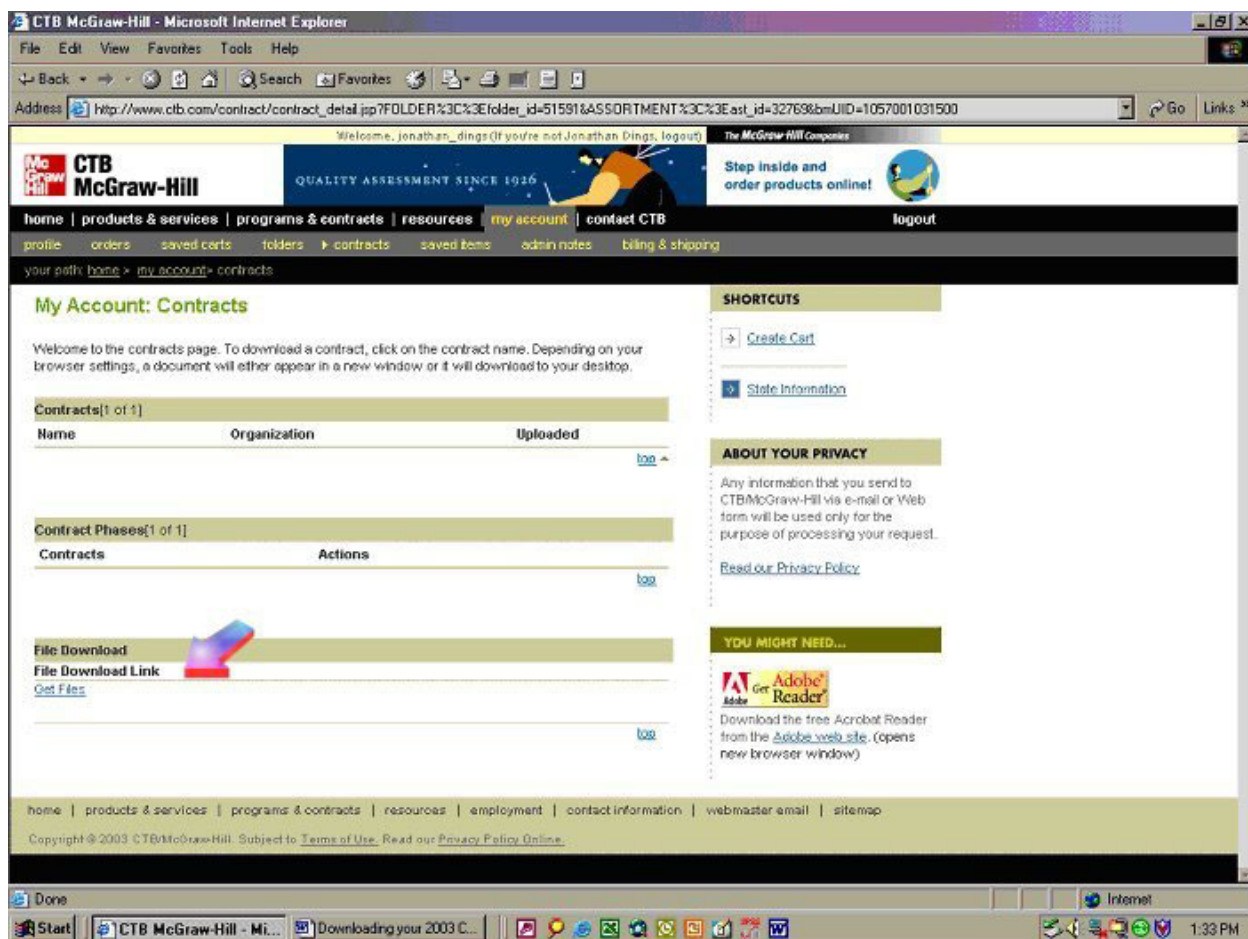 CTB McGraw-Hill - Microsoft Internet Explorer
File Edit View Favorites Tools Help
Back Search Favorites
Address http://www.ctb.com/contract/contract_detail.jsp?FOLDER%3C%3Efolder_id=51591&ASSORTMENT%3C%3East_id=32769&bmUID=1057001031500 Go Links
Welcome, jonathan_dings (If you're not Jonathan Dings, logout) The McGraw-Hill Companies
Mc Graw Hill CTB McGraw-Hill
QUALITY ASSESSMENT SINCE 1926
Step inside and order products online!
home | products & services | programs & contracts | resources | my account | contact CTB logout
profile orders saved carts folders contracts saved items admin notes billing & shipping
your path: home > my account> contracts
My Account: Contracts
Welcome to the contracts page. To download a contract, click on the contract name. Depending on your
browser settings, a document will either appear in a new window or it will download to your desktop.
Contracts[1 of 1]
Name Organization Uploaded
top
Contract Phases[1 of 1]
Contracts Actions
top
File Download
File Download Link
Get Files
top
SHORTCUTS
Create Cart
State Information
ABOUT YOUR PRIVACY
Any information that you send to
CTB/McGraw-Hill via e-mail or Web
form will be used only for the
purpose of processing your request.
Read our Privacy Policy
YOU MIGHT NEED...
Adobe Get Adobe Reader
Download the free Acrobat Reader
from the Adobe web site. (opens
new browser window)
home | products & services | programs & contracts | resources | employment | contact information | webmaster email | sitemap
Copyright © 2003 CTB/McGraw-Hill. Subject to Terms of Use. Read our Privacy Policy Online.
Done Internet
Start CTB McGraw-Hill - Mi... Downloading your 2003 C... 1:33 PM